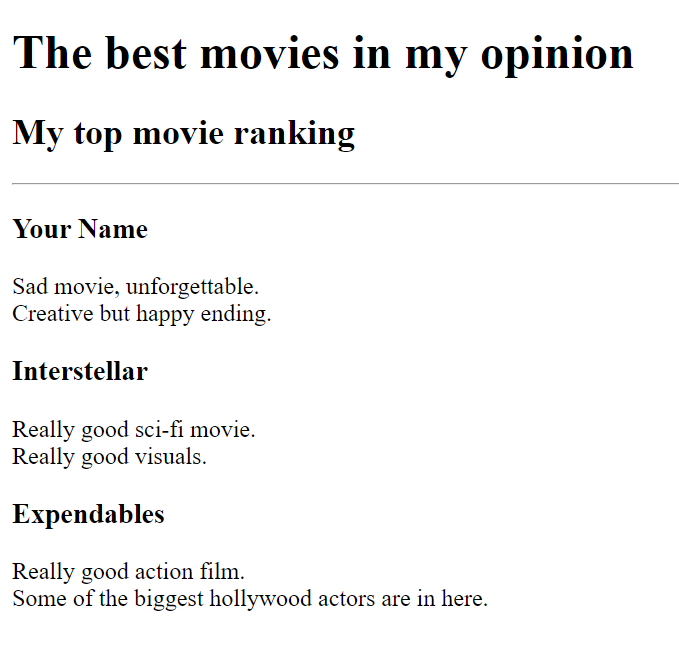 The best movies in my opinion
My top movie ranking
Your Name
Sad movie, unforgettable.
Creative but happy ending.
Interstellar
Really good sci-fi movie.
Really good visuals.
Expendables
Really good action film.
Some of the biggest hollywood actors are in here.